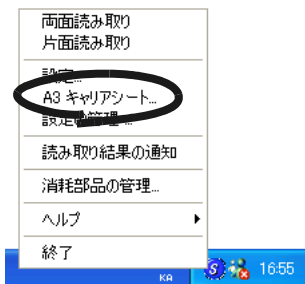 両面読み取り
片面読み取り
設定...
A3 キャリアシート...
設定の管理...
読み取り結果の通知
消耗部品の管理...
ヘルプ
終了
KA
S
16:55